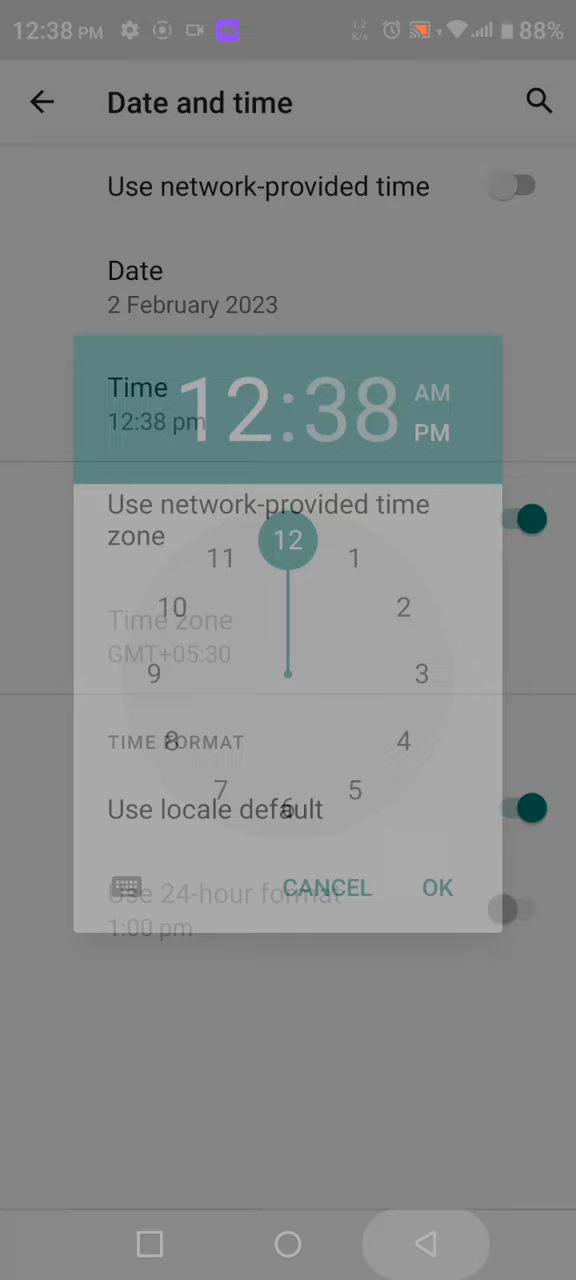 12:38 PM
1.2
K/s
88%
Date and time
Use network-provided time
Date
2 February 2023
Time
12:38 pm
12:38
AM
PM
Use network-provided time
zone
Time zone
GMT+05:30
12
11
1
10
2
9
3
8
4
7
5
6
TIME FORMAT
Use locale default
Use 24-hour format
1:00 pm
CANCEL
OK